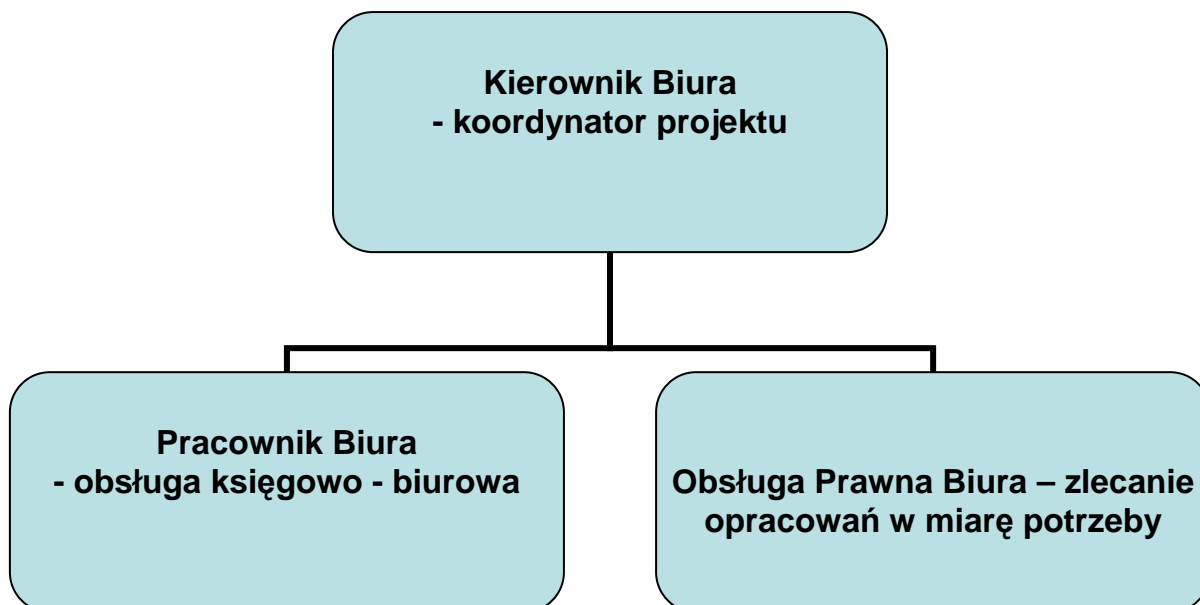 Kierownik Biura
- koordynator projektu
Pracownik Biura
- obsługa księgowo - biurowa
Obsługa Prawna Biura – zlecanie
opracowań w miarę potrzeby